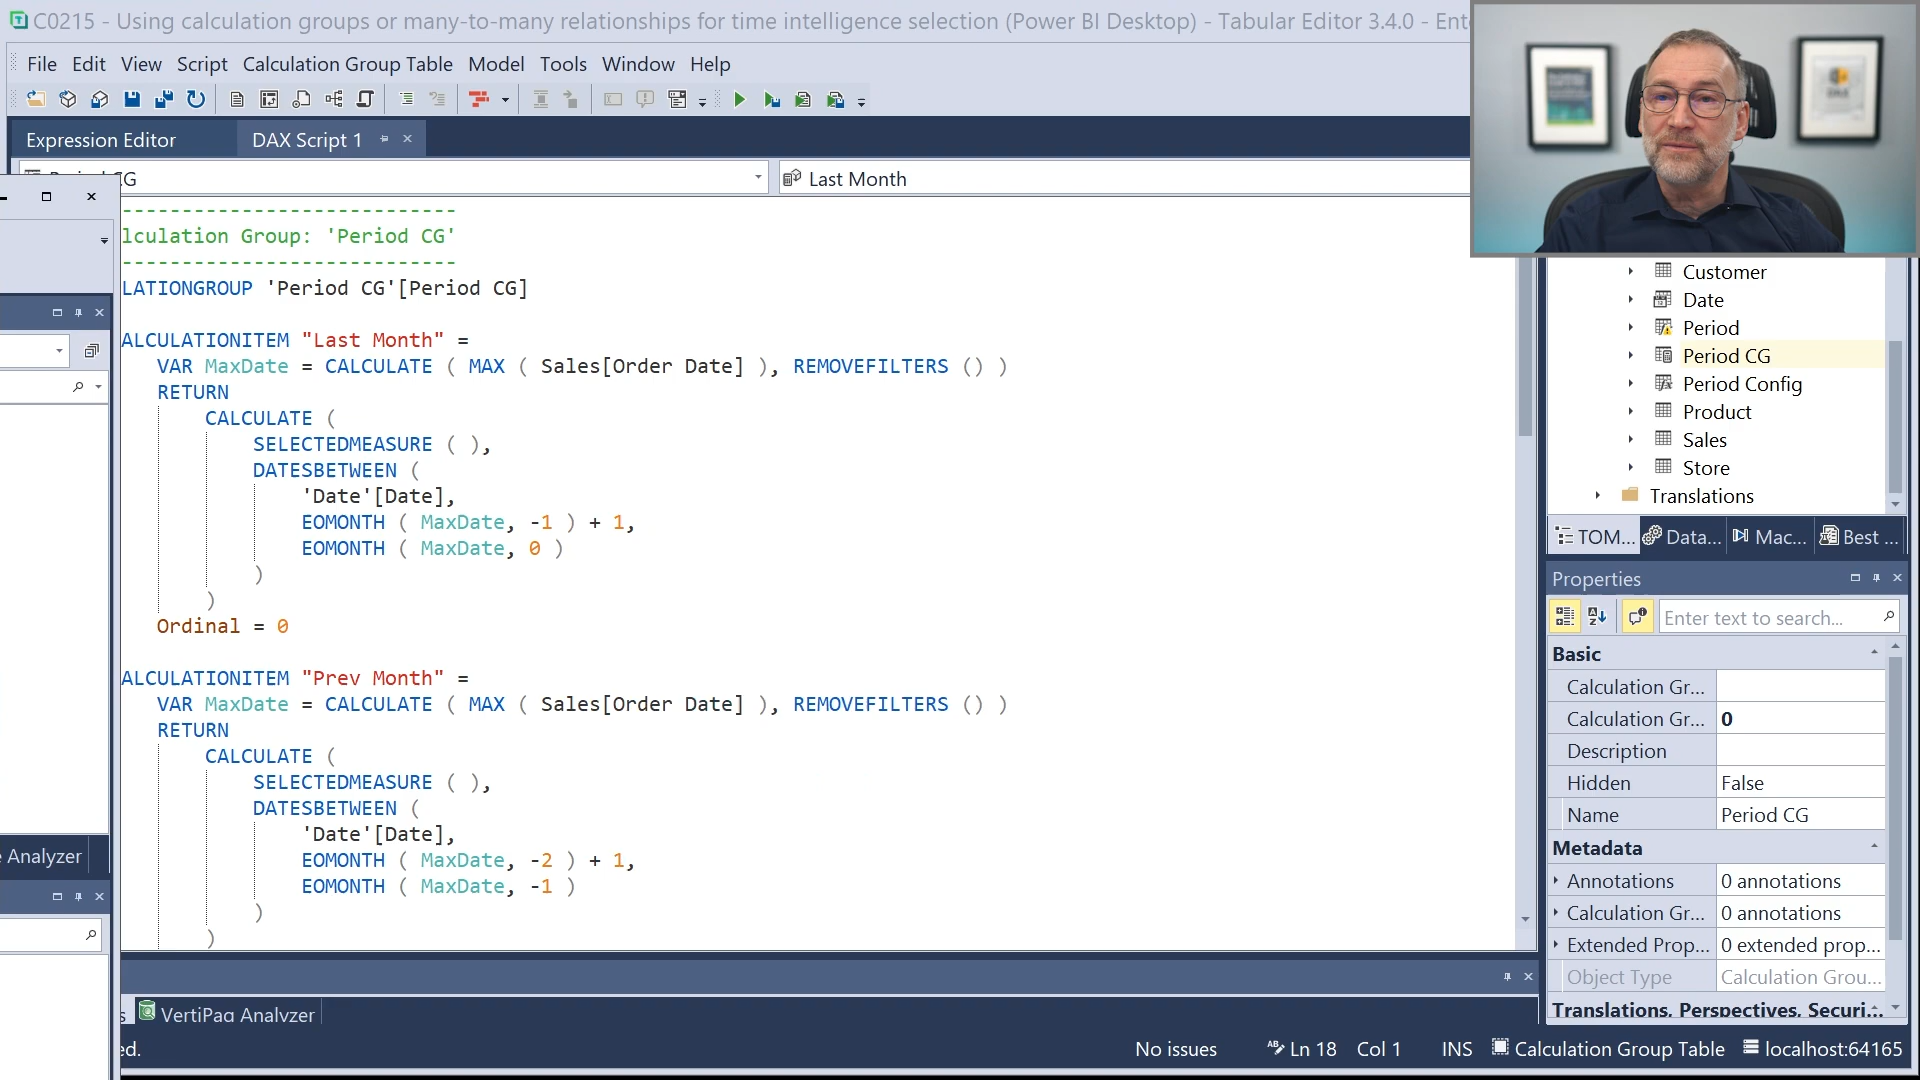 C0215 - Using calculation groups or many-to-many relationships for time intelligence selection (Power BI Desktop) - Tabular Editor 3.4.0 - Ent
File Edit View Script Calculation Group Table Model Tools Window Help
Expression Editor DAX Script 1
CG Last Month
----------------------------
lculation Group: 'Period CG'
----------------------------
LATIONGROUP 'Period CG'[Period CG]
ALCULATIONITEM "Last Month" =
VAR MaxDate = CALCULATE ( MAX ( Sales[Order Date] ), REMOVEFILTERS () )
RETURN
CALCULATE (
SELECTEDMEASURE ( ),
DATESBETWEEN (
'Date'[Date],
EOMONTH ( MaxDate, -1 ) + 1,
EOMONTH ( MaxDate, 0 )
)
)
Ordinal = 0
ALCULATIONITEM "Prev Month" =
VAR MaxDate = CALCULATE ( MAX ( Sales[Order Date] ), REMOVEFILTERS () )
RETURN
CALCULATE (
SELECTEDMEASURE ( ),
DATESBETWEEN (
'Date'[Date],
EOMONTH ( MaxDate, -2 ) + 1,
EOMONTH ( MaxDate, -1 )
)
)
Customer
Date
Period
Period CG
Period Config
Product
Sales
Store
Translations
TOM... Data... Mac... Best ...
Properties
Enter text to search...
Basic
Calculation Gr...
Calculation Gr... 0
Description
Hidden False
Name Period CG
Metadata
Annotations 0 annotations
Calculation Gr... 0 annotations
Extended Prop... 0 extended prop...
Object Type Calculation Grou...
Translations, Perspectives, Securi...
e Analyzer
s VertiPaq Analyzer
ed. No issues Ln 18 Col 1 INS Calculation Group Table localhost:64165